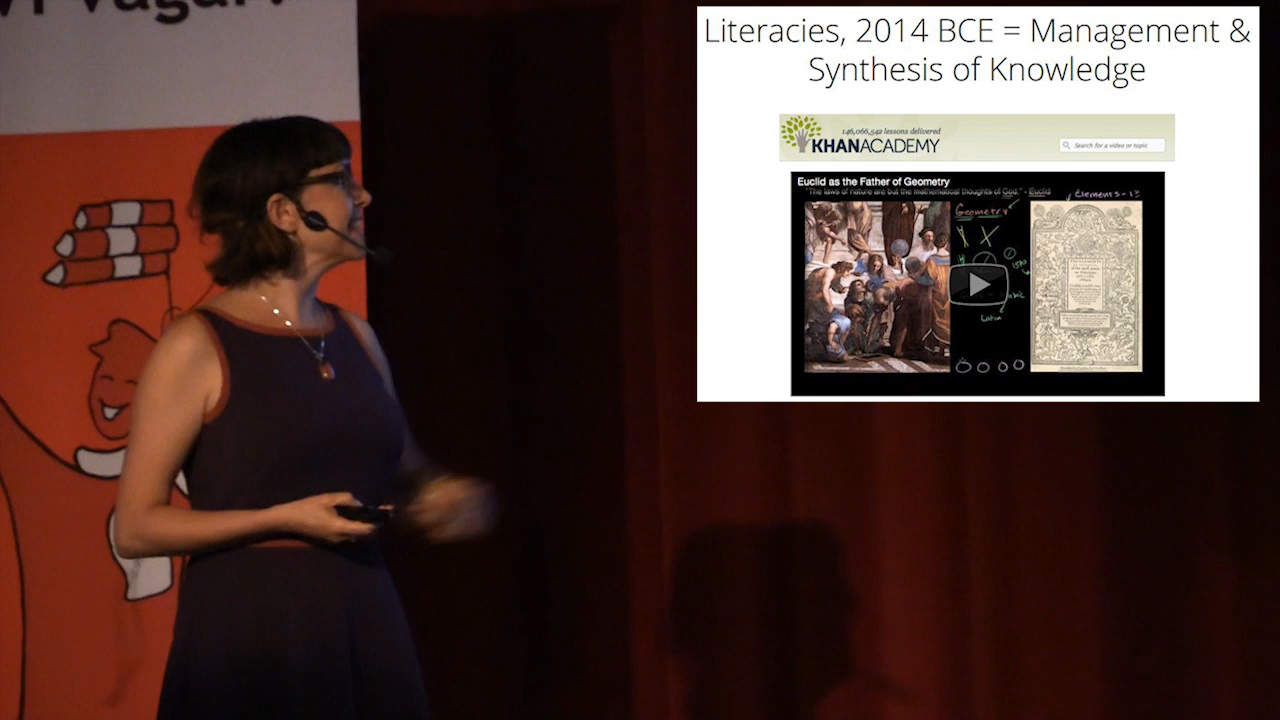 Literacies, 2014 BCE = Management &
Synthesis of Knowledge
146,066,542 lessons delivered
KHANACADEMY
Search for a video or topic
Euclid as the Father of Geometry
"The laws of nature are but the mathematical thoughts of God." - Euclid
Elements - 13
Geometry
Latin